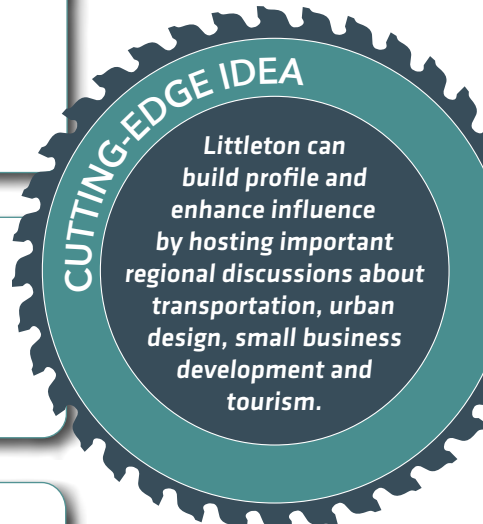 CUTTING-EDGE IDEA
Littleton can
build profile and
enhance influence
by hosting important
regional discussions about
transportation, urban
design, small business
development and
tourism.